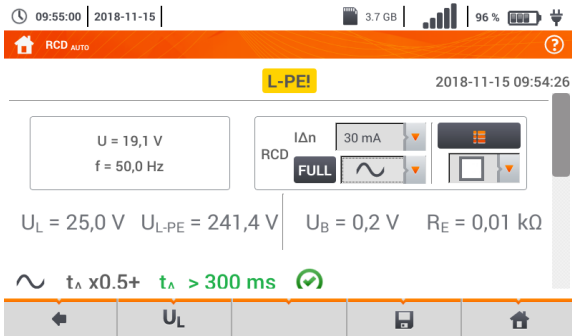 09:55:00 2018-11-15 3.7 GB 96 %
RCD AUTO ?
L-PE! 2018-11-15 09:54:26
U = 19,1 V
f = 50,0 Hz
RCD
IΔn 30 mA
FULL
UL = 25,0 V UL-PE = 241,4 V UB = 0,2 V RE = 0,01 kΩ
tA x0.5+ tA > 300 ms
UL